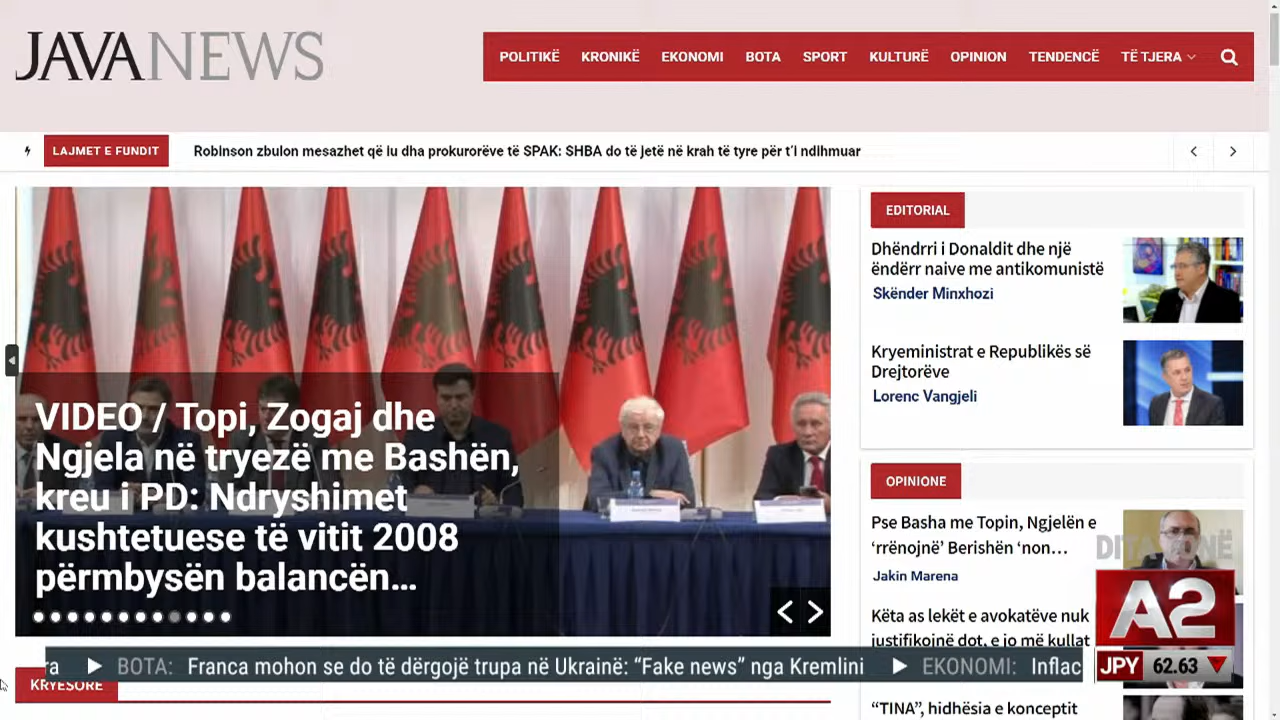 JAVANEWS
POLITIKË KRONIKË EKONOMI BOTA SPORT KULTURË OPINION TENDENCË TË TJERA
LAJMET E FUNDIT
Robinson zbulon mesazhet që iu dha prokurorëve të SPAK: SHBA do të jetë në krah të tyre për t'i ndihmuar
VIDEO / Topi, Zogaj dhe
Ngjela në tryezë me Bashën,
kreu i PD: Ndryshimet
kushtetuese të vitit 2008
përmbysën balancën...
EDITORIAL
Dhëndrri i Donaldit dhe një
ëndërr naive me antikomunistë
Skënder Minxhozi
Kryeministrat e Republikës së
Drejtorëve
Lorenc Vangjeli
OPINIONE
Pse Basha me Topin, Ngjelën e
‘rrënojnë’ Berishën ‘non...
Jakin Marena
Këta as lekët e avokatëve nuk
justifikojnë dot, e jo më kullat
“TINA”, hidhësia e konceptit
DITA JONË
A2
JPY 62.63
ra BOTA: Franca mohon se do të dërgojë trupa në Ukrainë: “Fake news” nga Kremlini EKONOMI: Inflac
KRYESORE